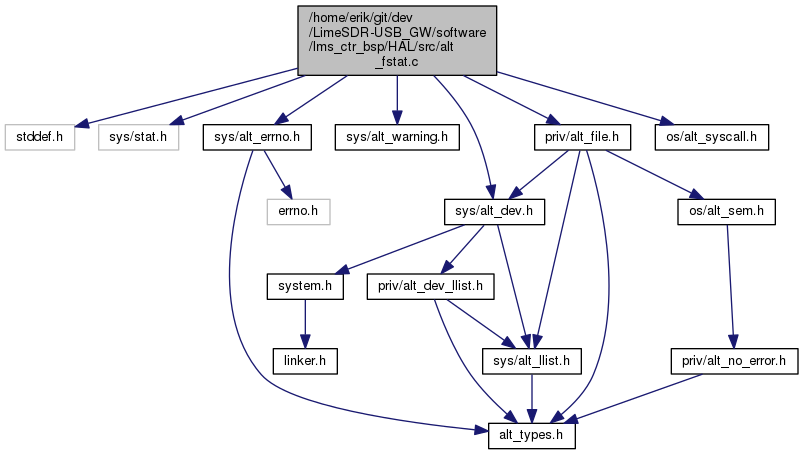 /home/erik/git/dev
/LimeSDR-USB_GW/software
/lms_ctr_bsp/HAL/src/alt
_fstat.c
stddef.h
sys/stat.h
sys/alt_errno.h
sys/alt_warning.h
priv/alt_file.h
os/alt_syscall.h
errno.h
sys/alt_dev.h
os/alt_sem.h
system.h
priv/alt_dev_llist.h
linker.h
sys/alt_llist.h
priv/alt_no_error.h
alt_types.h